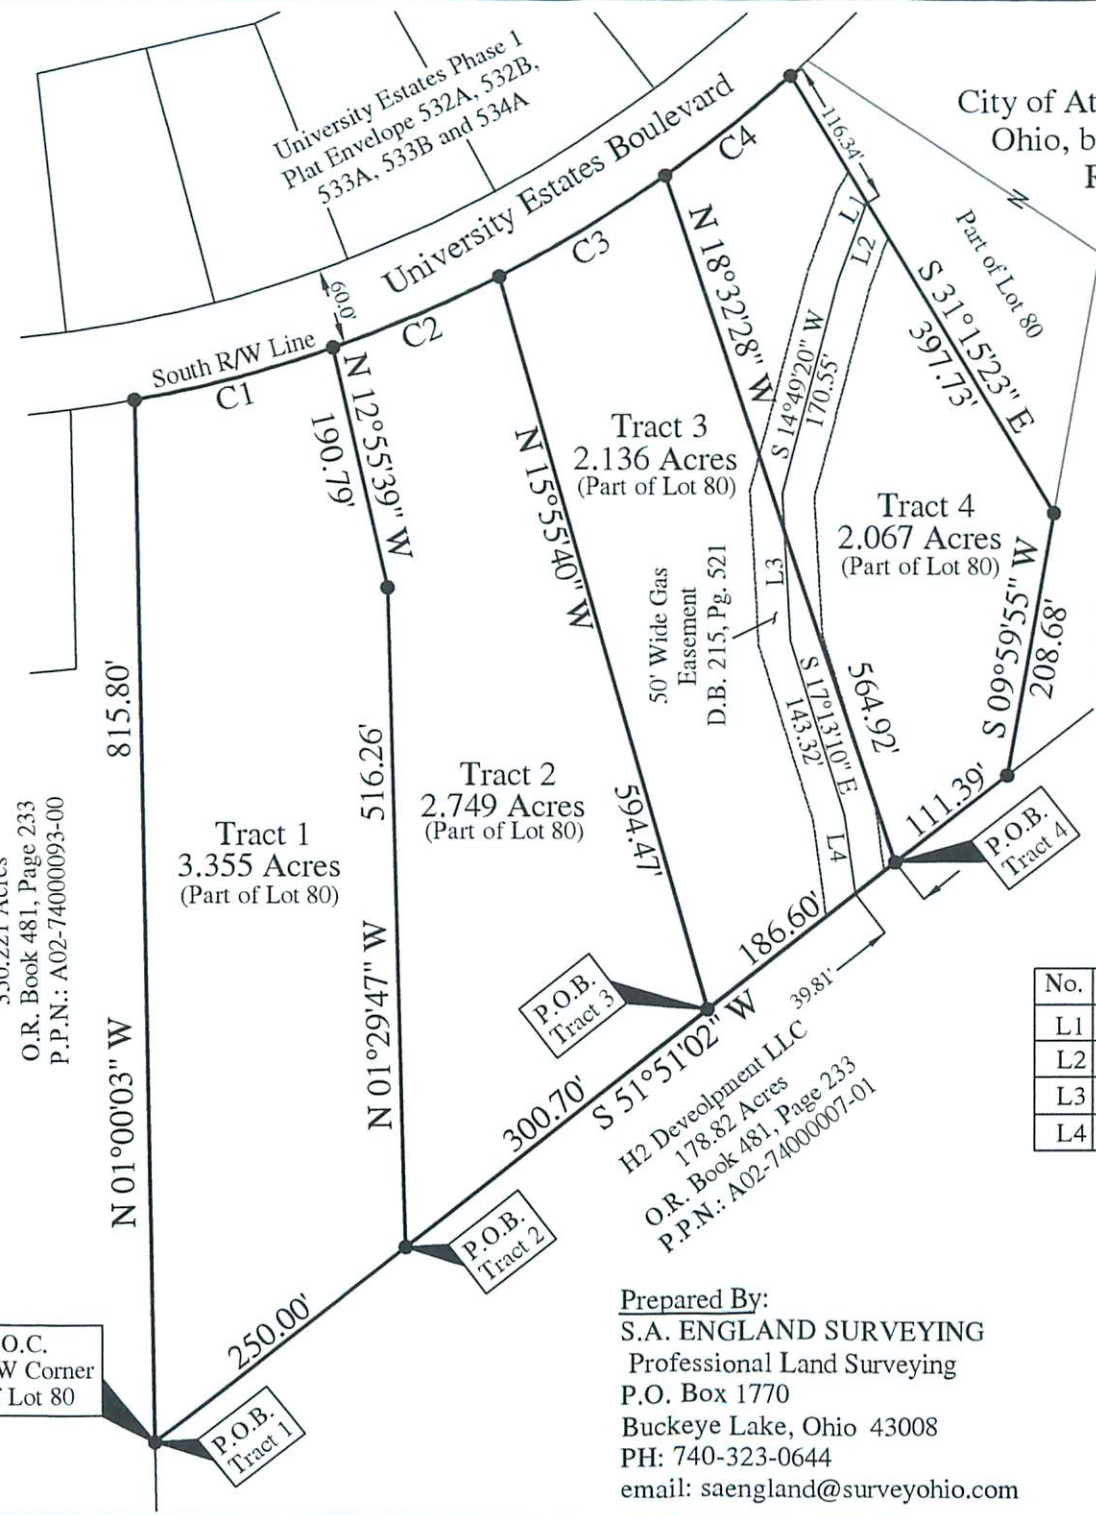 University Estates Phase 1
Plat Envelope 532A, 532B,
533A, 533B and 534A
University Estates Boulevard
City of
Ohio,
South R/W Line
60.0'
C1
C2
C3
C4
116.34'
L1
L2
N
Part of Lot 80
S 31°15'23" E
397.73'
N 12°55'39" W
190.79'
N 15°55'40" W
594.47'
N 18°32'28" W
564.92'
S 14°49'20" W
170.55'
Tract 3
2.136 Acres
(Part of Lot 80)
Tract 4
2.067 Acres
(Part of Lot 80)
50' Wide Gas
Easement
D.B. 215, Pg. 521
L3
S 17°13'10" E
143.32'
L4
S 09°59'55" W
208.68'
815.80'
N 01°00'03" W
516.26'
N 01°29'47" W
Tract 2
2.749 Acres
(Part of Lot 80)
Tract 1
3.355 Acres
(Part of Lot 80)
Acres
O.R. Book 481, Page 233
P.P.N.: A02-74000093-00
111.39'
P.O.B.
Tract 4
186.60'
39.81'
P.O.B.
Tract 3
300.70'
S 51°51'02" W
H2 Deveolpment LLC
178.82 Acres
O.R. Book 481, Page 233
P.P.N.: A02-74000007-01
P.O.B.
Tract 2
250.00'
P.O.B.
Tract 1
O.C.
W Corner
Lot 80
No.
L1
L2
L3
L4
Prepared By:
S.A. ENGLAND SURVEYING
Professional Land Surveying
P.O. Box 1770
Buckeye Lake, Ohio 43008
PH: 740-323-0644
email: saengland@surveyohio.com